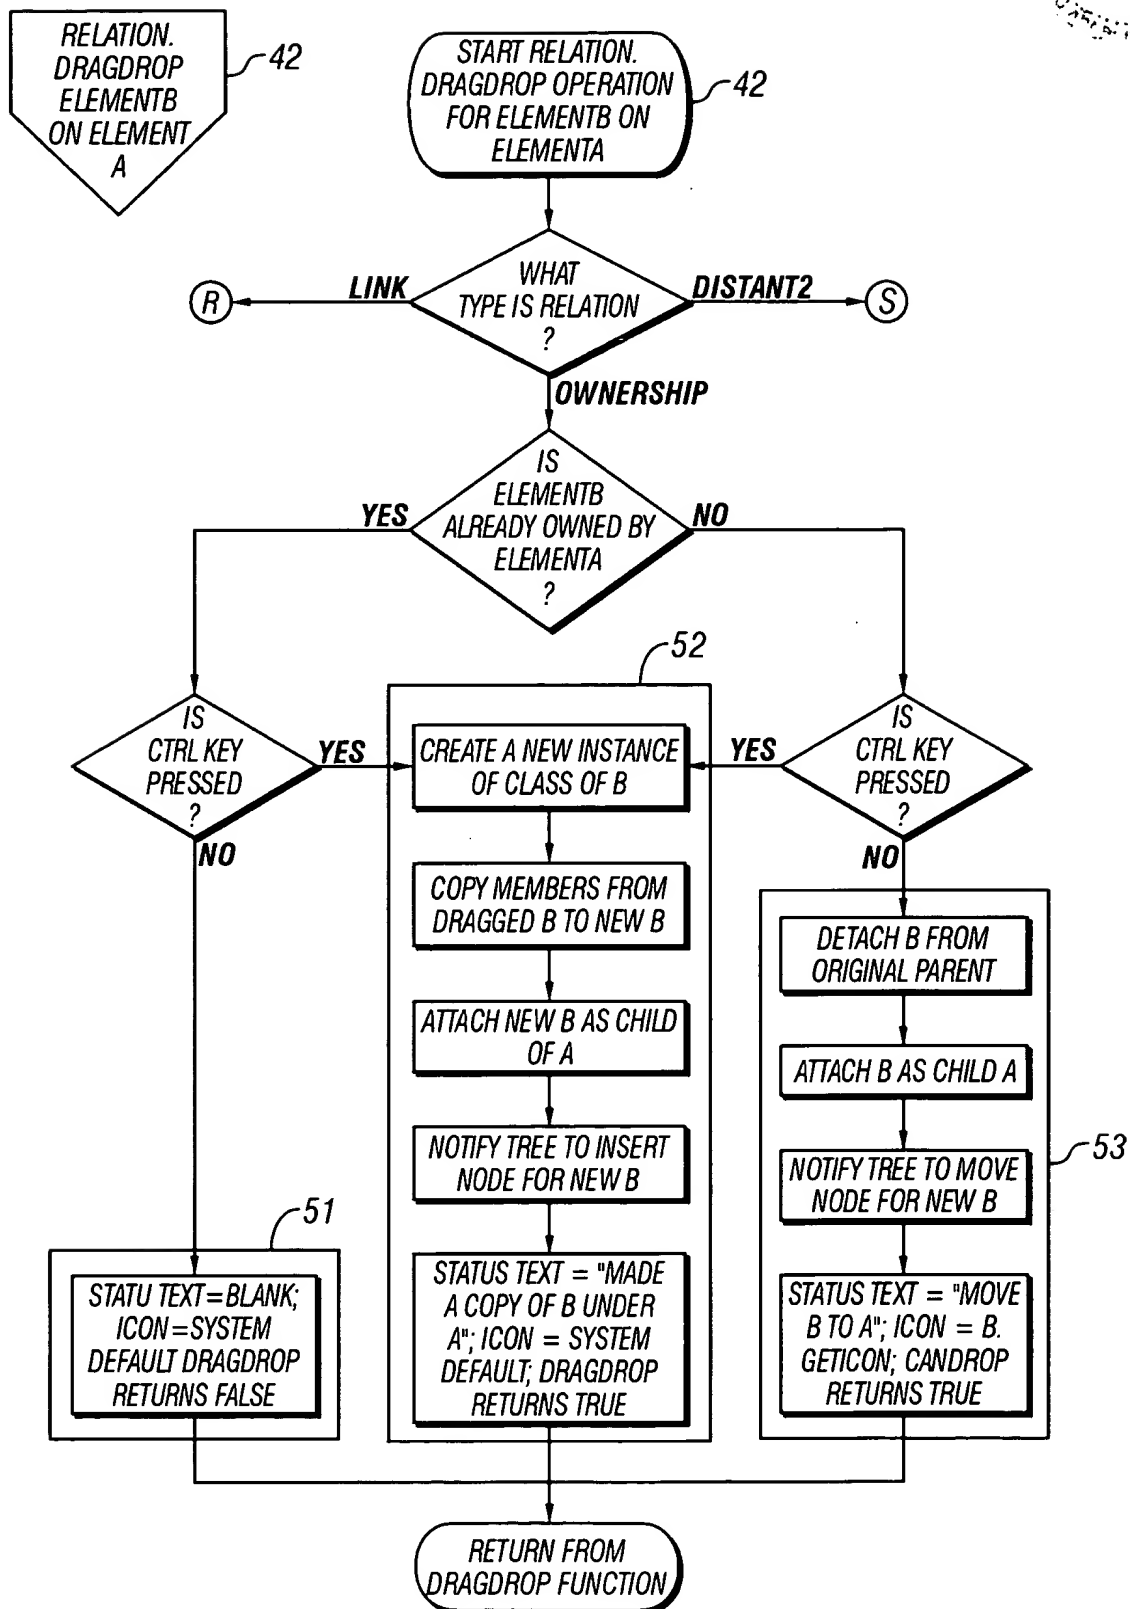 RELATION.
DRAGDROP
ELEMENTB
ON ELEMENT
A
42
START RELATION.
DRAGDROP OPERATION
FOR ELEMENTB ON
ELEMENTA
42
WHAT
TYPE IS RELATION
?
LINK
R
DISTANT2
S
OWNERSHIP
IS
ELEMENTB
ALREADY OWNED BY
ELEMENTA
?
YES
NO
IS
CTRL KEY
PRESSED
?
YES
NO
52
CREATE A NEW INSTANCE
OF CLASS OF B
COPY MEMBERS FROM
DRAGGED B TO NEW B
ATTACH NEW B AS CHILD
OF A
NOTIFY TREE TO INSERT
NODE FOR NEW B
STATUS TEXT = "MADE
A COPY OF B UNDER
A"; ICON = SYSTEM
DEFAULT; DRAGDROP
RETURNS TRUE
IS
CTRL KEY
PRESSED
?
YES
NO
DETACH B FROM
ORIGINAL PARENT
ATTACH B AS CHILD A
NOTIFY TREE TO MOVE
NODE FOR NEW B
53
STATUS TEXT = "MOVE
B TO A"; ICON = B.
GETICON; CANDROP
RETURNS TRUE
51
STATU TEXT=BLANK;
ICON=SYSTEM
DEFAULT DRAGDROP
RETURNS FALSE
RETURN FROM
DRAGDROP FUNCTION